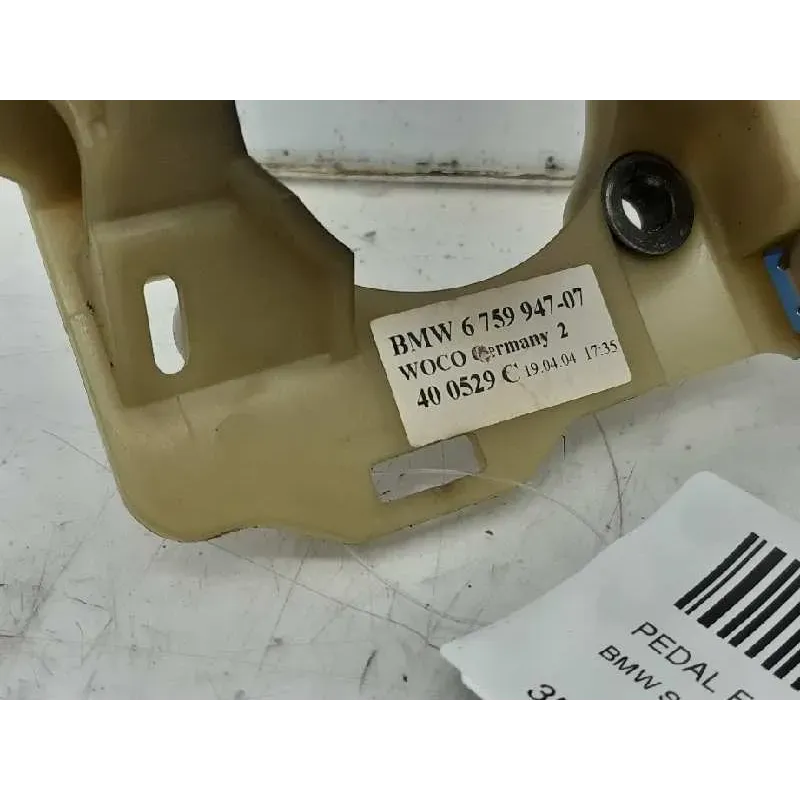 BMW 6 759 947-07
WOCO Germany 2
40 0529 C 19.04.04 17:35
PEDAL
BMW